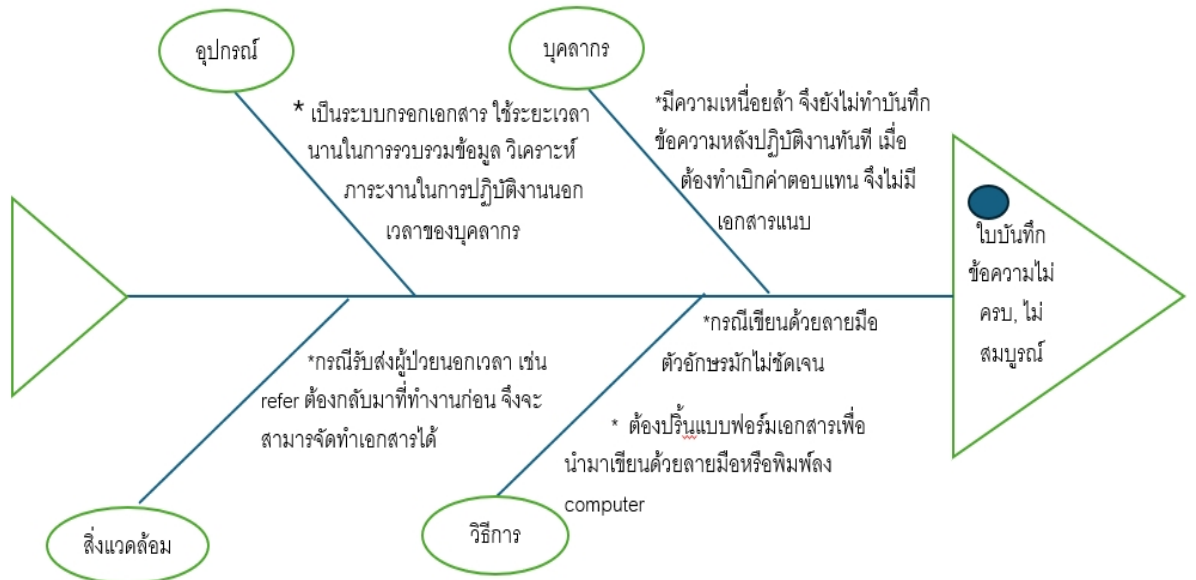 อุปกรณ์
* เป็นระบบกรอกเอกสาร ใช้ระยะเวลา
นานในการรวบรวมข้อมูล วิเคราะห์
ภาระงานในการปฏิบัติงานนอก
เวลาของบุคลากร
บุคลากร
*มีความเหนื่อยล้า จึงยังไม่ทำบันทึก
ข้อความหลังปฏิบัติงานทันที เมื่อ
ต้องทำเบิกค่าตอบแทน จึงไม่มี
เอกสารแนบ
ใบบันทึก
ข้อความไม่
ครบ, ไม่
สมบูรณ์
*กรณีรับส่งผู้ป่วยนอกเวลา เช่น
refer ต้องกลับมาที่ทำงานก่อน จึงจะ
สามารจัดทำเอกสารได้
สิ่งแวดล้อม
*กรณีเขียนด้วยลายมือ
ตัวอักษรมักไม่ชัดเจน
* ต้องปริ้นแบบฟอร์มเอกสารเพื่อ
นำมาเขียนด้วยลายมือหรือพิมพ์ลง
computer
วิธีการ